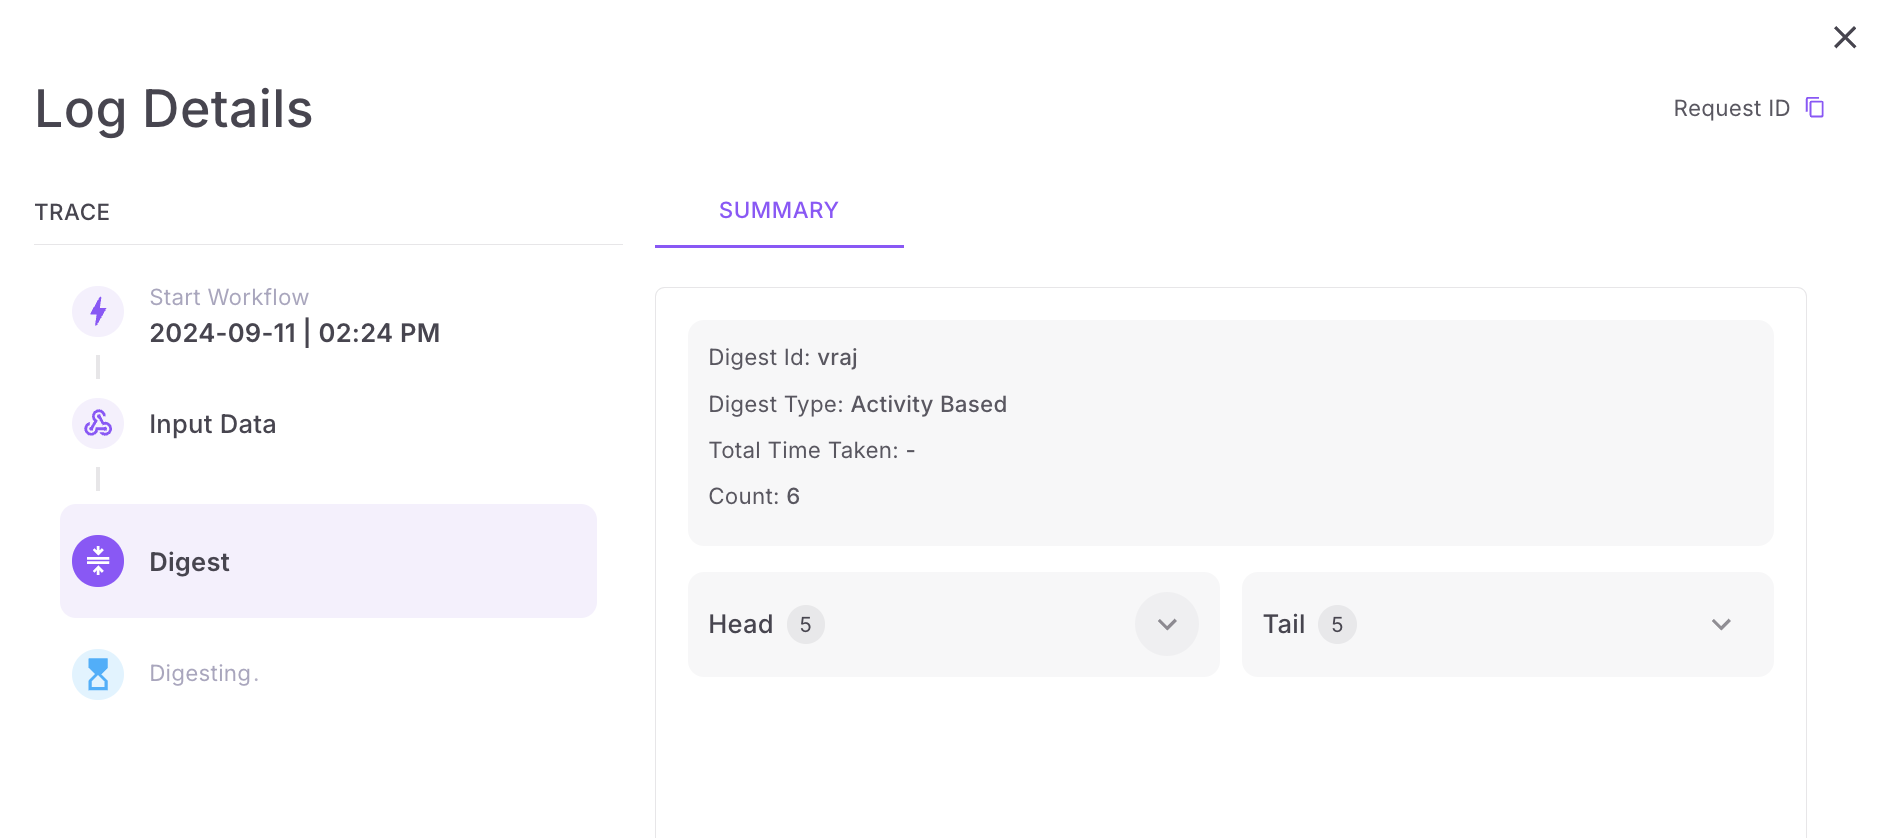 Log Details
Request ID
TRACE
Start Workflow
2024-09-11 | 02:24 PM
Input Data
Digest
Digesting.
SUMMARY
Digest Id: vraj
Digest Type: Activity Based
Total Time Taken: -
Count: 6
Head 5
Tail 5